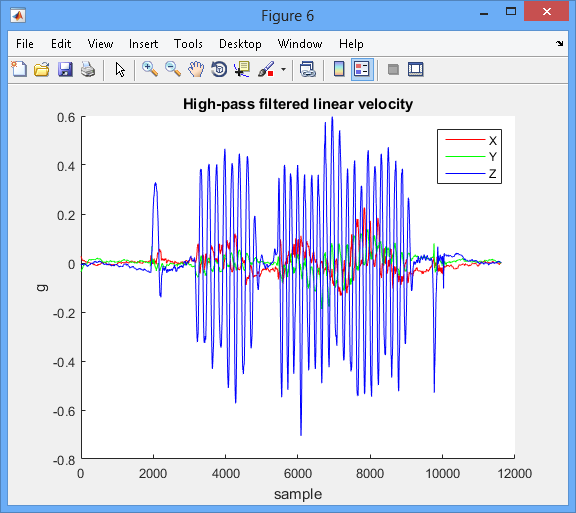 Figure 6
File Edit View Insert Tools Desktop Window Help
High-pass filtered linear velocity
X
Y
Z
0.6
0.4
0.2
0
-0.2
-0.4
-0.6
-0.8
g
0 2000 4000 6000 8000 10000 12000
sample